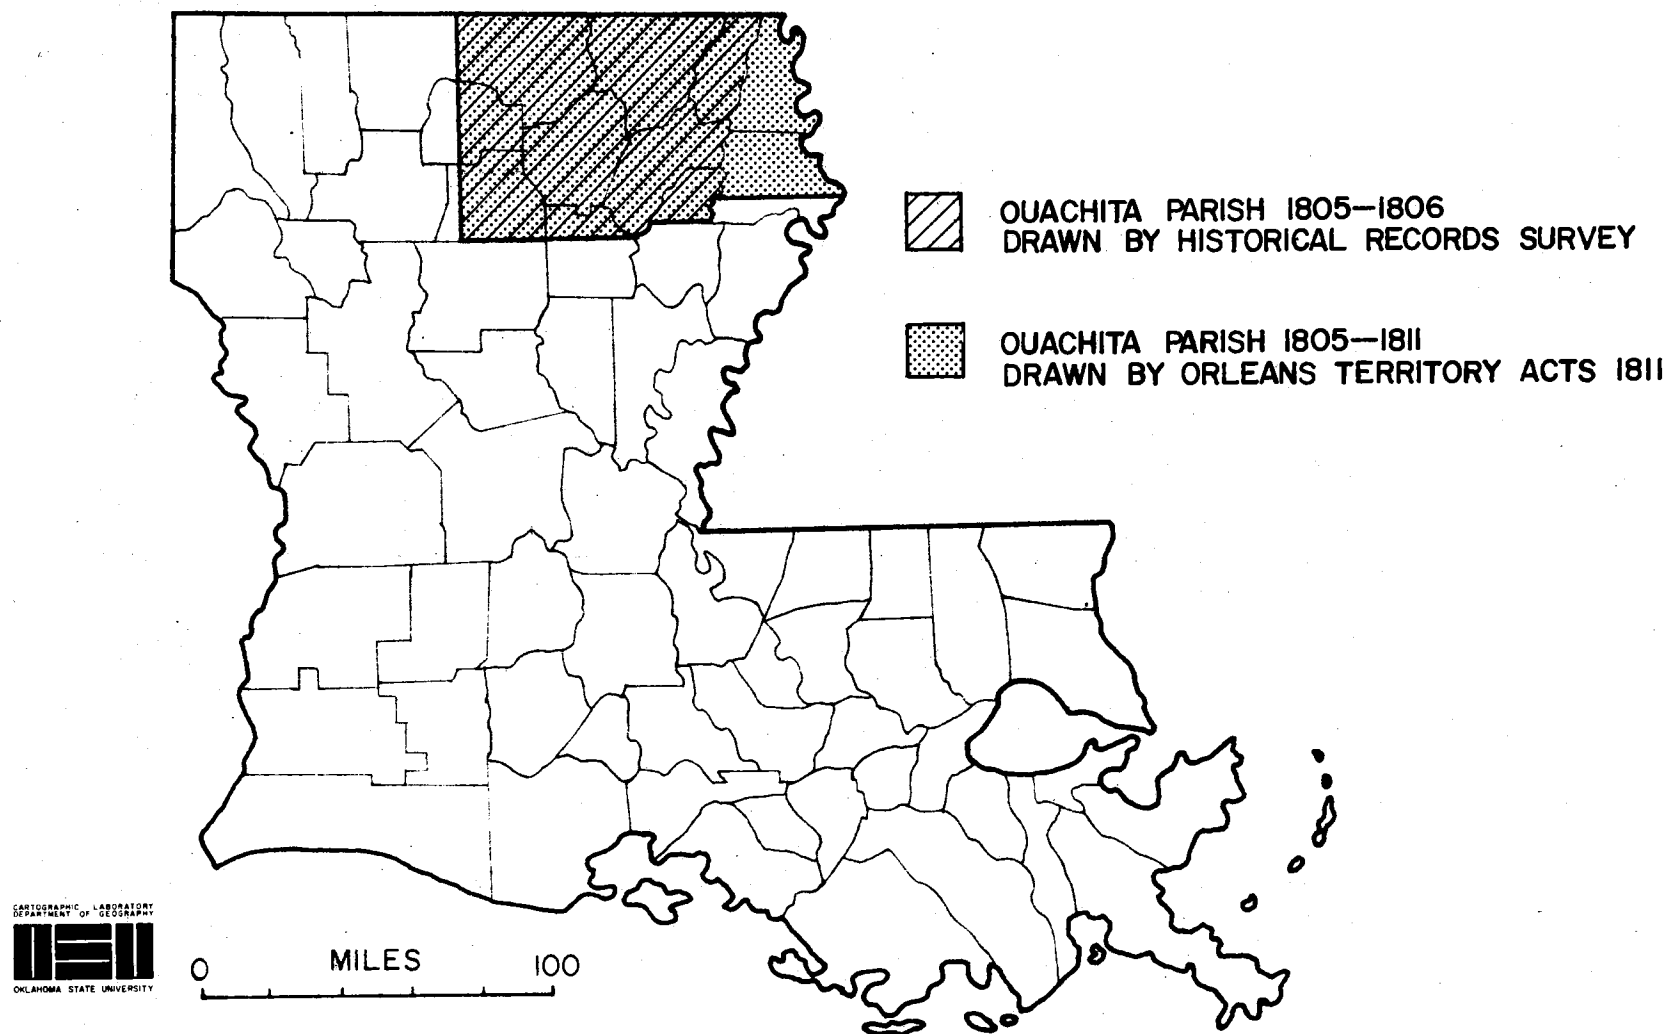 OUACHITA PARISH 1805—1806
DRAWN BY HISTORICAL RECORDS SURVEY
OUACHITA PARISH 1805—1811
DRAWN BY ORLEANS TERRITORY ACTS 1811
CARTOGRAPHIC LABORATORY
DEPARTMENT OF GEOGRAPHY
OSU
OKLAHOMA STATE UNIVERSITY
MILES
0 100